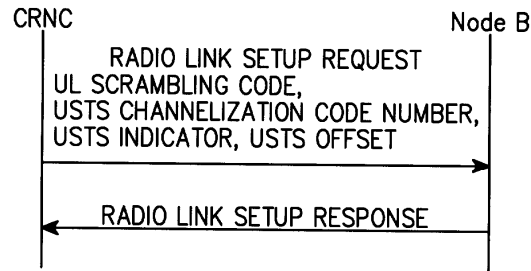 CRNC
Node B
RADIO LINK SETUP REQUEST
UL SCRAMBLING CODE,
USTS CHANNELIZATION CODE NUMBER,
USTS INDICATOR, USTS OFFSET
RADIO LINK SETUP RESPONSE